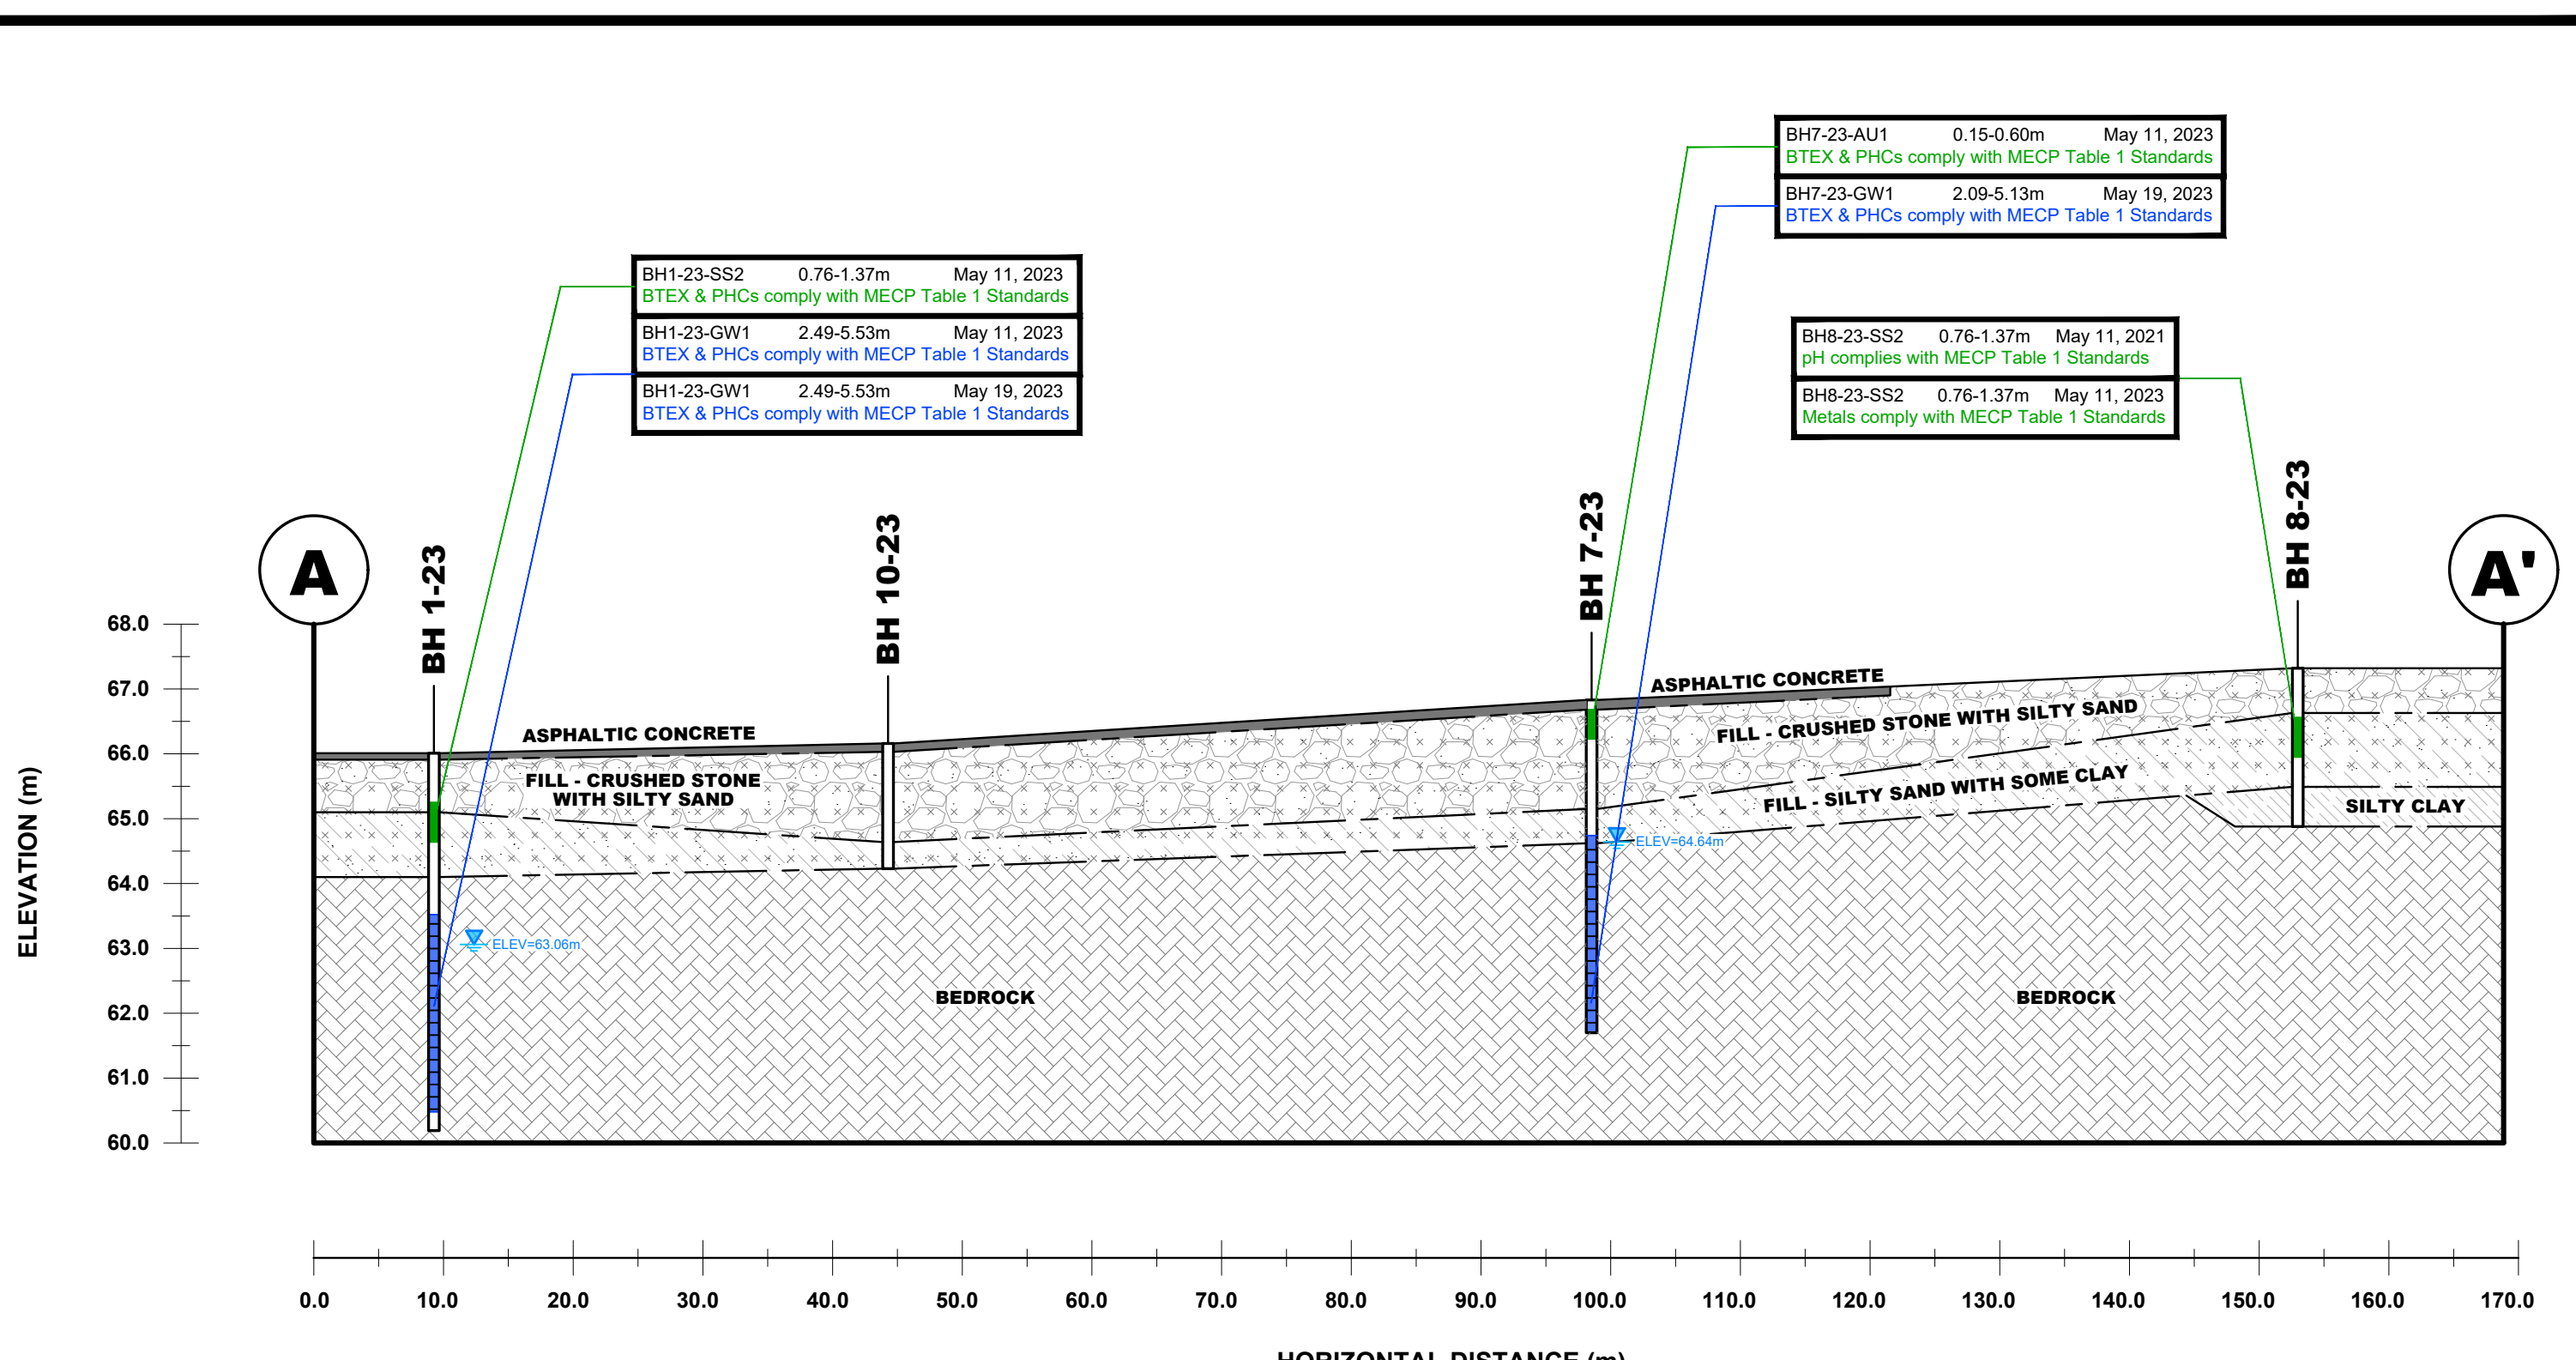 BH7-23-AU1 0.15-0.60m May 11, 2023
BTEX & PHCs comply with MECP Table 1 Standards
BH7-23-GW1 2.09-5.13m May 19, 2023
BTEX & PHCs comply with MECP Table 1 Standards
BH1-23-SS2 0.76-1.37m May 11, 2023
BTEX & PHCs comply with MECP Table 1 Standards
BH1-23-GW1 2.49-5.53m May 11, 2023
BTEX & PHCs comply with MECP Table 1 Standards
BH1-23-GW1 2.49-5.53m May 19, 2023
BTEX & PHCs comply with MECP Table 1 Standards
BH8-23-SS2 0.76-1.37m May 11, 2021
pH complies with MECP Table 1 Standards
BH8-23-SS2 0.76-1.37m May 11, 2023
Metals comply with MECP Table 1 Standards
A
BH 1-23
BH 10-23
BH 7-23
BH 8-23
A'
ELEVATION (m)
68.0
67.0
66.0
65.0
64.0
63.0
62.0
61.0
60.0
ASPHALTIC CONCRETE
FILL - CRUSHED STONE
WITH SILTY SAND
ASPHALTIC CONCRETE
FILL - CRUSHED STONE WITH SILTY SAND
FILL - SILTY SAND WITH SOME CLAY
SILTY CLAY
ELEV=64.64m
ELEV=63.06m
BEDROCK
BEDROCK
0.0 10.0 20.0 30.0 40.0 50.0 60.0 70.0 80.0 90.0 100.0 110.0 120.0 130.0 140.0 150.0 160.0 170.0
HORIZONTAL DISTANCE (m)